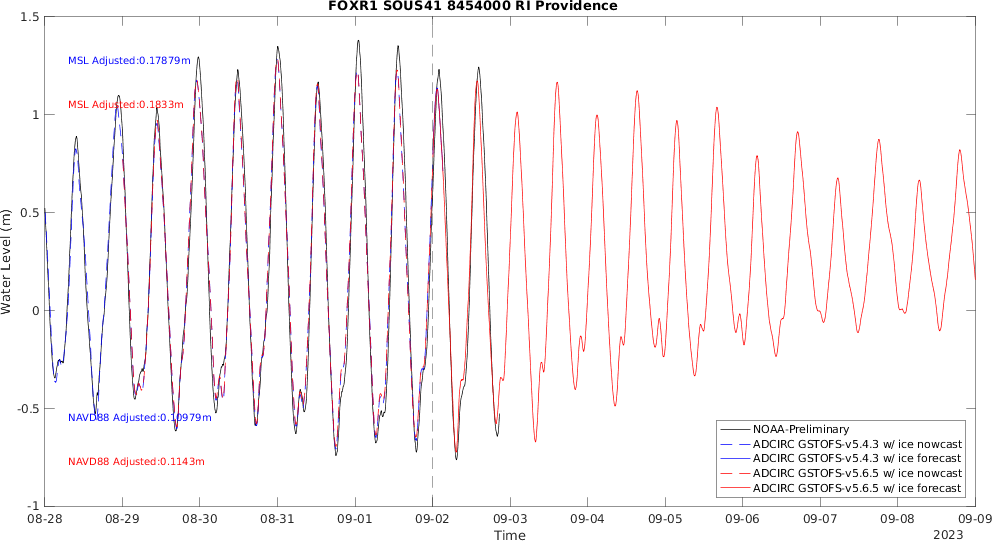 FOXR1 SOUS41 8454000 RI Providence
1.5
MSL Adjusted:0.17879m
MSL Adjusted:0.1833m
1
0.5
Water Level (m)
0
-0.5
NAVD88 Adjusted:0.10979m
NAVD88 Adjusted:0.1143m
NOAA-Preliminary
ADCIRC GSTOFS-v5.4.3 w/ ice nowcast
ADCIRC GSTOFS-v5.4.3 w/ ice forecast
ADCIRC GSTOFS-v5.6.5 w/ ice nowcast
ADCIRC GSTOFS-v5.6.5 w/ ice forecast
-1
08-28 08-29 08-30 08-31 09-01 09-02 09-03 09-04 09-05 09-06 09-07 09-08 09-09
Time
2023